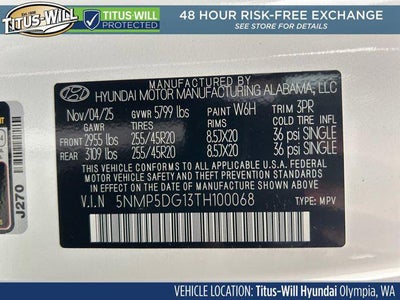 TITUS-WILL
TITUS-WILL
PROTECTION
48 HOUR RISK-FREE EXCHANGE
SEE STORE FOR DETAILS
MANUFACTURED BY
HYUNDAI MOTOR MANUFACTURING ALABAMA, LLC
Nov/04/25 GVWR 5799 lbs PAINT W6H TRIM 3PR
GAWR TIRES RIMS COLD TIRE INFL.
FRONT 2955 lbs 255/45R20 8.5JX20 36 psi SINGLE
REAR 3109 lbs 255/45R20 8.5JX20 36 psi SINGLE
THIS VEHICLE CONFORMS TO ALL APPLICABLE U.S. FEDERAL
MOTOR VEHICLE SAFETY, BUMPER, AND THEFT PREVENTION
STANDARDS IN EFFECT ON THE DATE OF MANUFACTURE SHOWN ABOVE.
V.I.N 5NMP5DG13TH100068 TYPE: MPV
J270
VEHICLE LOCATION: Titus-Will Hyundai Olympia, WA